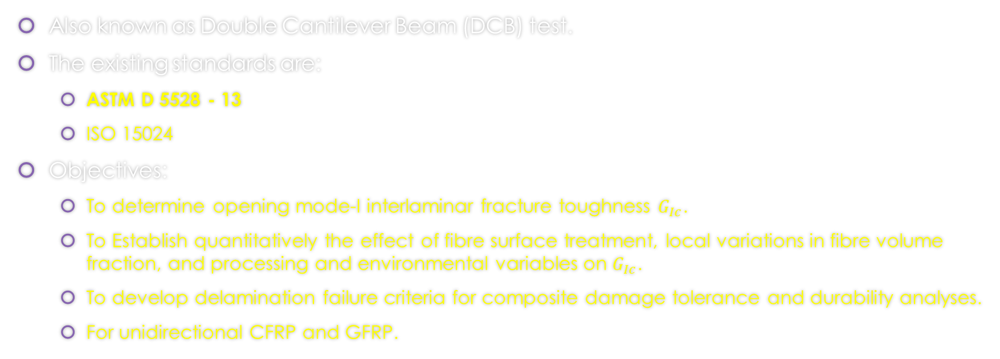 Also known as Double Cantilever Beam (DCB) test.
The existing standards are:
ASTM D 5528 - 13
ISO 15024
Objectives:
To determine opening mode-I interlaminar fracture toughness G_{Ic}.
To Establish quantitatively the effect of fibre surface treatment, local variations in fibre volume
fraction, and processing and environmental variables on G_{Ic}.
To develop delamination failure criteria for composite damage tolerance and durability analyses.
For unidirectional CFRP and GFRP.